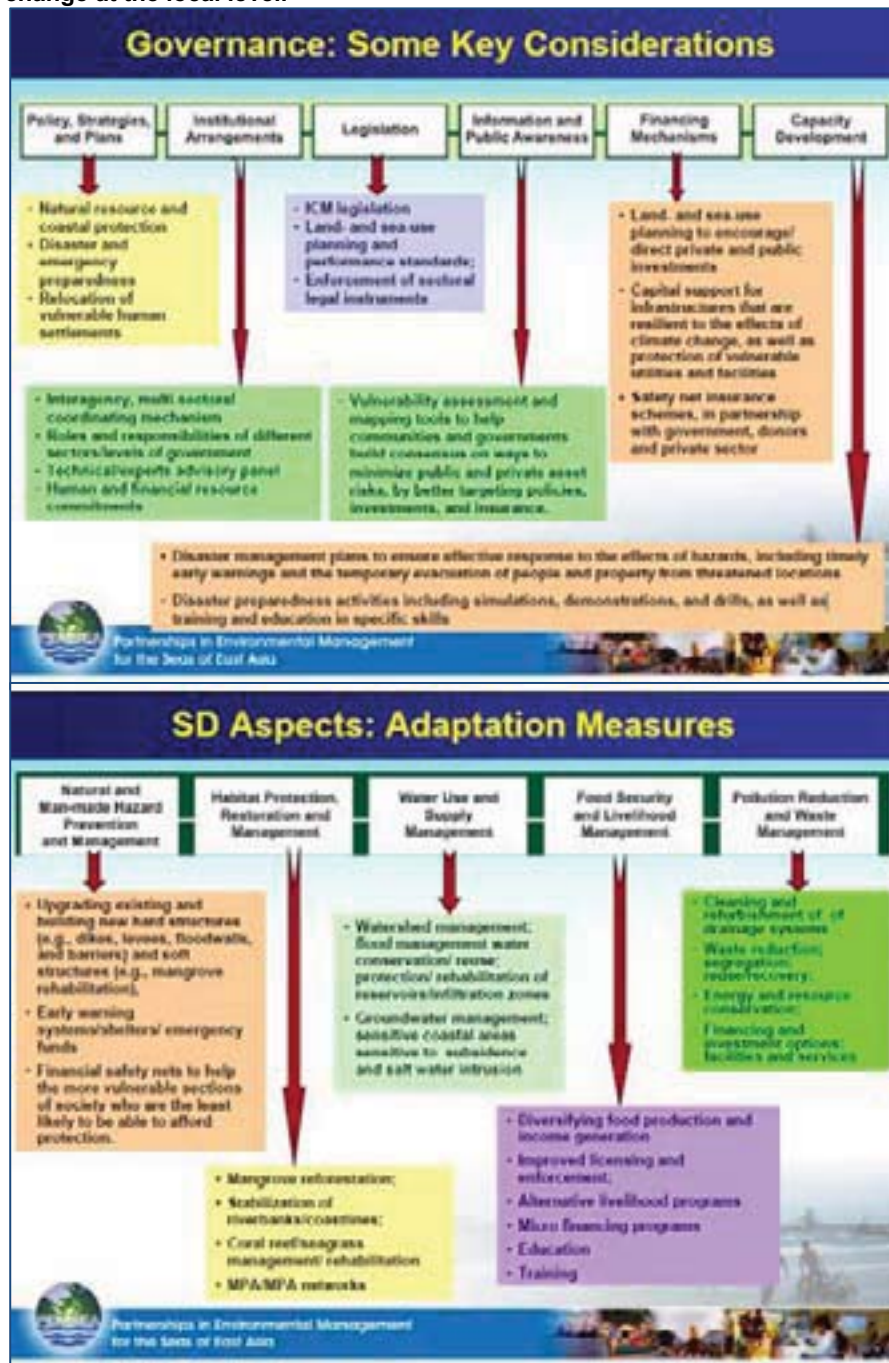 change at the local level.
Governance: Some Key Considerations
Policy, Strategies,
and Plans
Institutional
Arrangements
Legislation
Information and
Public Awareness
Financing
Mechanisms
Capacity
Development
- Natural resource and
coastal protection
• Disaster and
emergency
preparedness
• Relocation of
vulnerable human
settlements
- ICM legislation
• Land- and sea-use
planning and
performance standards;
• Enforcement of sectoral
legal instruments
• Land- and sea-use
planning to encourage/
direct private and public
investments
- Capital support for
infrastructures that are
resilient to the effects of
climate change, as well as
protection of vulnerable
utilities and facilities
• Safety net insurance
schemes, in partnership
with government, donors
and private sector
- Interagency, multi sectoral
coordinating mechanism
• Roles and responsibilities of different
sectors/levels of government
- Technical/experts advisory panel
- Human and financial resource
commitments
- Vulnerability assessment and
mapping tools to help
communities and governments
build consensus on ways to
minimize public and private asset
risks, by better targeting policies,
investments, and insurance.
• Disaster management plans to ensure effective response to the effects of hazards, including timely
early warnings and the temporary evacuation of people and property from threatened locations
- Disaster preparedness activities including simulations, demonstrations, and drills, as well as
training and education in specific skills
PEMSEA
Partnerships in Environmental Management
for the Seas of East Asia
SD Aspects: Adaptation Measures
Natural and
Man-made Hazard
Prevention
and Management
Habitat Protection,
Restoration and
Management
Water Use and
Supply
Management
Food Security
and Livelihood
Management
Pollution Reduction
and Waste
Management
• Upgrading existing and
building new hard structures
(e.g., dikes, levees, floodwalls,
and barriers) and soft
structures (e.g., mangrove
rehabilitation),
• Early warning
systems/shelters/ emergency
funds
• Financial safety nets to help
the more vulnerable sections
of society who are the least
likely to be able to afford
protection.
• Watershed management;
flood management water
conservation/ reuse;
protection/ rehabilitation of
reservoirs/infiltration zones
• Groundwater management;
sensitive coastal areas
sensitive to subsidence
and salt water intrusion
• Cleaning and
refurbishment of of
drainage systems
Waste reduction;
segregation;
reuse/recovery;
• Energy and resource
conservation;
Financing and
investment options;
facilities and services
• Diversifying food production and
income generation
• Improved licensing and
enforcement;
• Alternative livelihood programs
• Micro financing programs
• Education
• Training
• Mangrove reforestation;
• Stabilization of
riverbanks/coastlines;
• Coral reef/seagrass
management/ rehabilitation
• MPA/MPA networks
PEMSEA
Partnerships in Environmental Management
for the Seas of East Asia